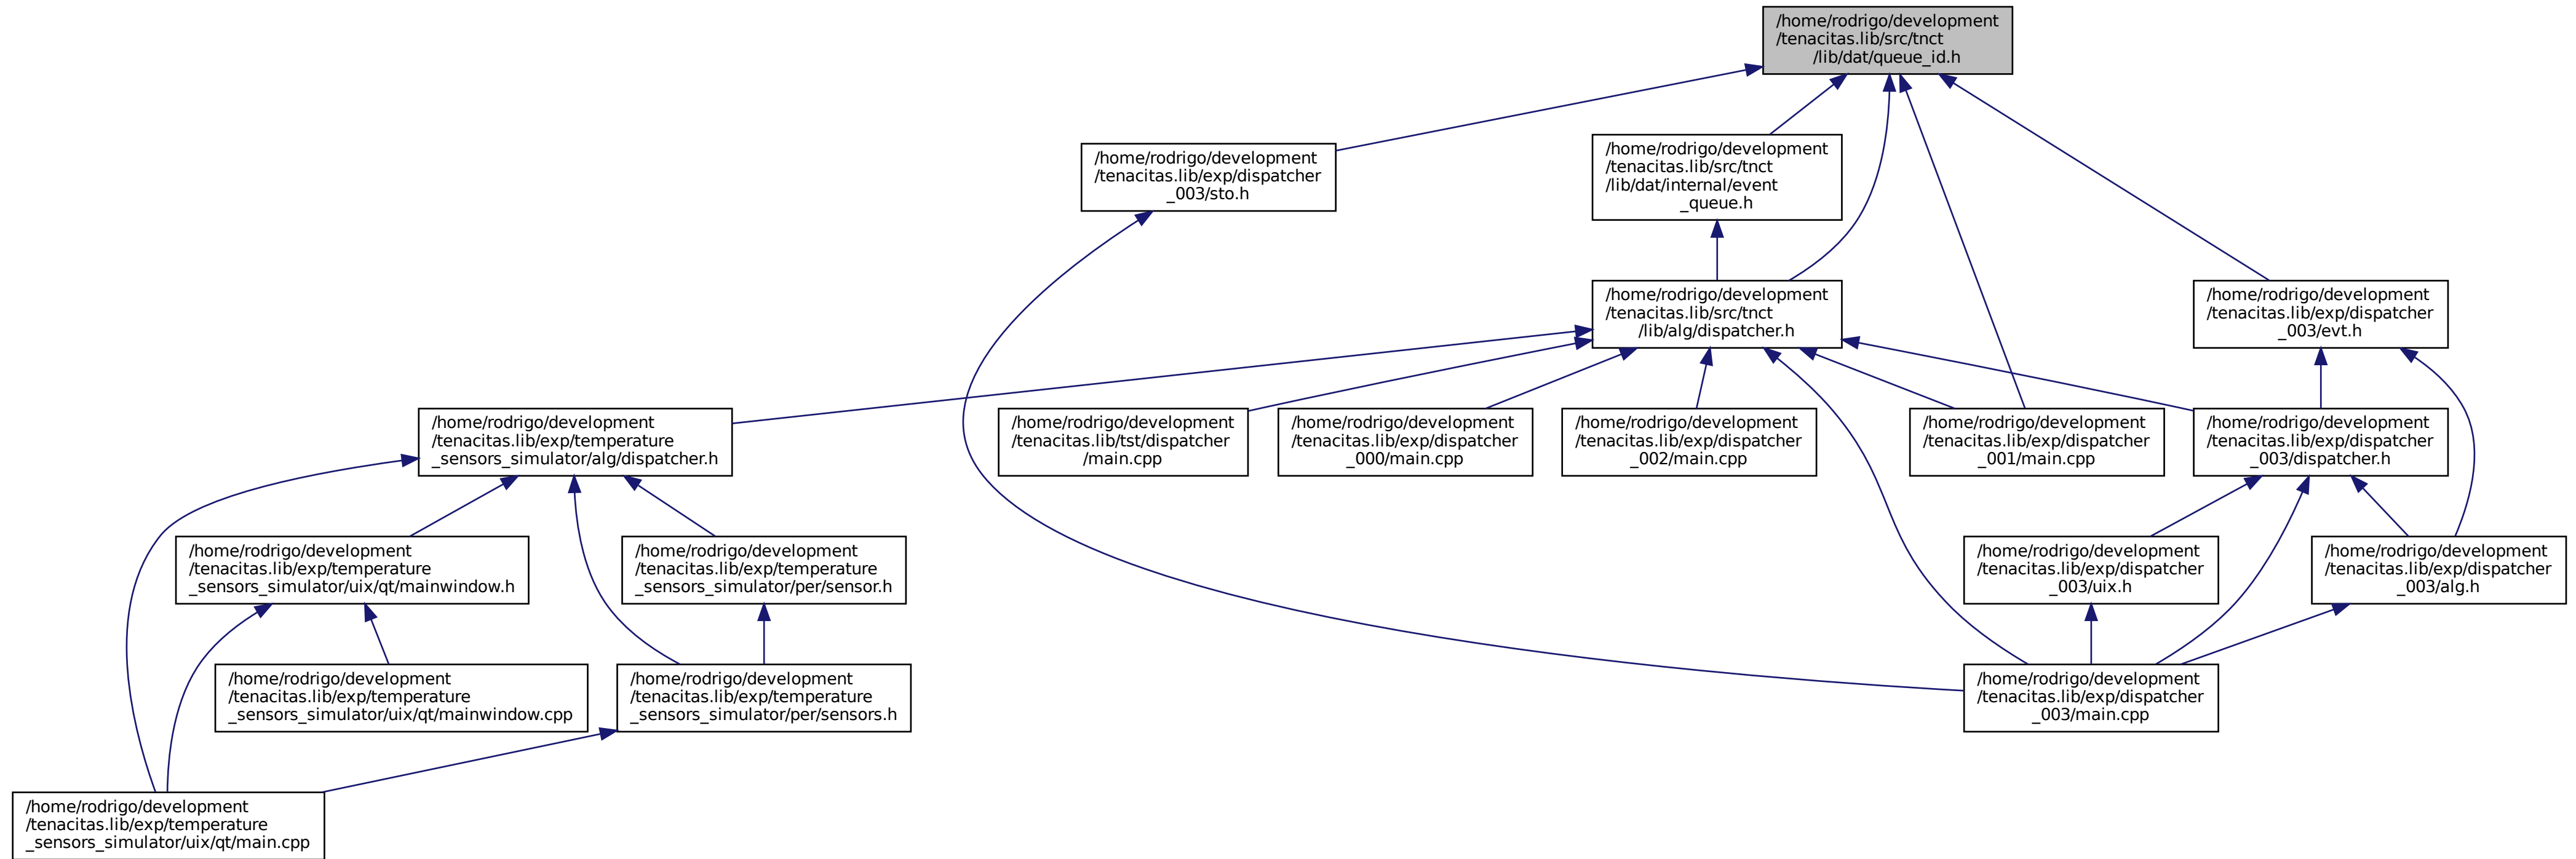 /home/rodrigo/development
/tenacitas.lib/src/tnct
/lib/dat/queue_id.h
/home/rodrigo/development
/tenacitas.lib/exp/dispatcher
_003/sto.h
/home/rodrigo/development
/tenacitas.lib/src/tnct
/lib/dat/internal/event
_queue.h
/home/rodrigo/development
/tenacitas.lib/src/tnct
/lib/alg/dispatcher.h
/home/rodrigo/development
/tenacitas.lib/exp/dispatcher
_003/evt.h
/home/rodrigo/development
/tenacitas.lib/exp/temperature
_sensors_simulator/alg/dispatcher.h
/home/rodrigo/development
/tenacitas.lib/tst/dispatcher
/main.cpp
/home/rodrigo/development
/tenacitas.lib/exp/dispatcher
_000/main.cpp
/home/rodrigo/development
/tenacitas.lib/exp/dispatcher
_002/main.cpp
/home/rodrigo/development
/tenacitas.lib/exp/dispatcher
_001/main.cpp
/home/rodrigo/development
/tenacitas.lib/exp/dispatcher
_003/dispatcher.h
/home/rodrigo/development
/tenacitas.lib/exp/temperature
_sensors_simulator/uix/qt/mainwindow.h
/home/rodrigo/development
/tenacitas.lib/exp/temperature
_sensors_simulator/per/sensor.h
/home/rodrigo/development
/tenacitas.lib/exp/dispatcher
_003/uix.h
/home/rodrigo/development
/tenacitas.lib/exp/dispatcher
_003/alg.h
/home/rodrigo/development
/tenacitas.lib/exp/temperature
_sensors_simulator/uix/qt/mainwindow.cpp
/home/rodrigo/development
/tenacitas.lib/exp/temperature
_sensors_simulator/per/sensors.h
/home/rodrigo/development
/tenacitas.lib/exp/dispatcher
_003/main.cpp
/home/rodrigo/development
/tenacitas.lib/exp/temperature
_sensors_simulator/uix/qt/main.cpp